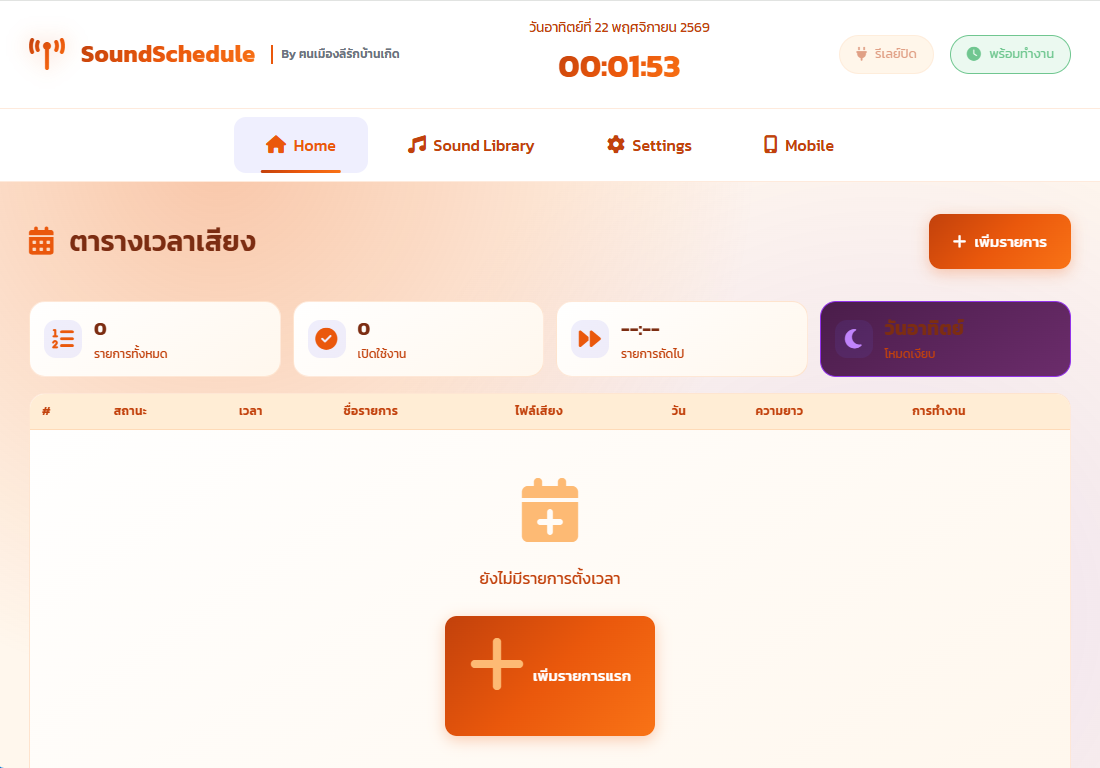 SoundSchedule
By ฅนเมืองลีรักบ้านเกิด
วันอาทิตย์ที่ 22 พฤศจิกายน 2569
00:01:53
รีเลย์ปิด
พร้อมทำงาน
Home
Sound Library
Settings
Mobile
ตารางเวลาเสียง
เพิ่มรายการ
0
รายการทั้งหมด
0
เปิดใช้งาน
--:--
รายการถัดไป
วันอาทิตย์
โหมดเงียบ
# สถานะ เวลา ชื่อรายการ ไฟล์เสียง วัน ความยาว การทำงาน
ยังไม่มีรายการตั้งเวลา
เพิ่มรายการแรก